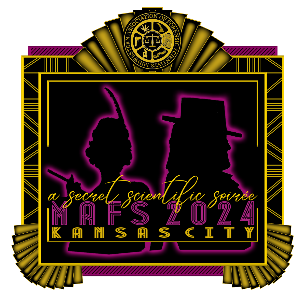 a secret scientific soirée
MAFS 2024
KANSAS CITY